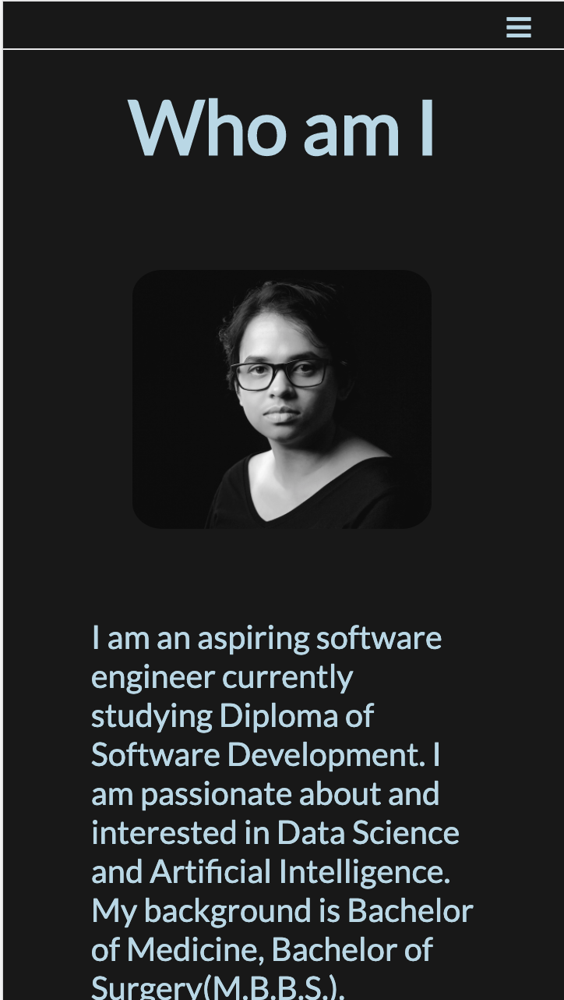 Who am I
I am an aspiring software
engineer currently
studying Diploma of
Software Development. I
am passionate about and
interested in Data Science
and Artificial Intelligence.
My background is Bachelor
of Medicine, Bachelor of
Surgery(M.B.B.S.).